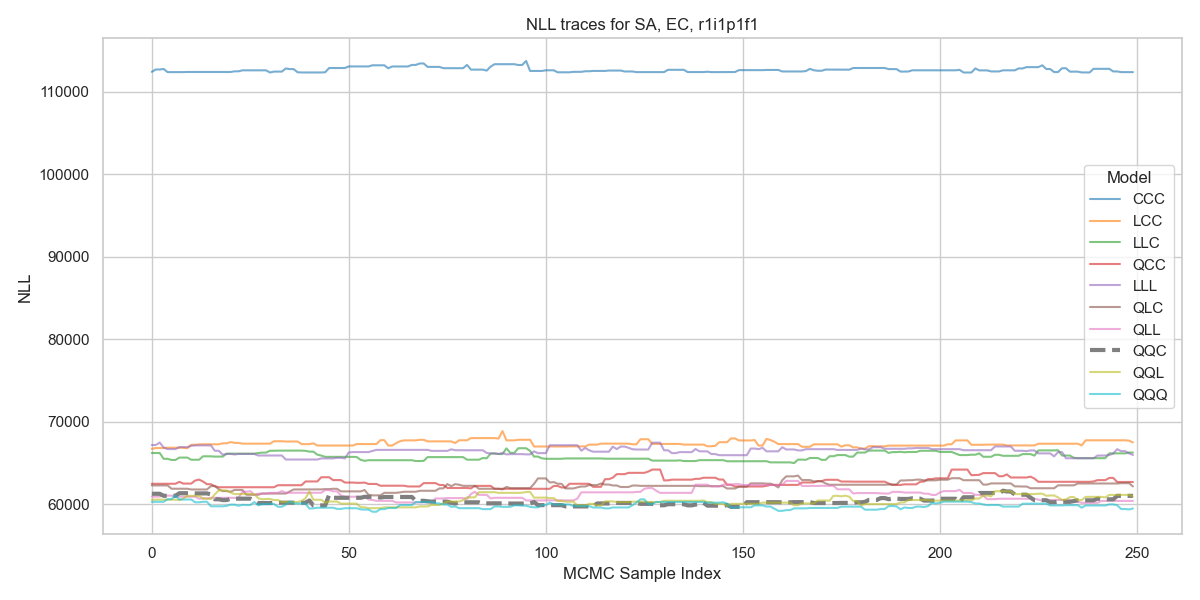 NLL traces for SA, EC, r1i1p1f1
NLL
110000
100000
90000
80000
70000
60000
0
50
100
150
200
250
MCMC Sample Index
Model
CCC
LCC
LLC
QCC
LLL
QLC
QLL
QQC
QQL
QQQ